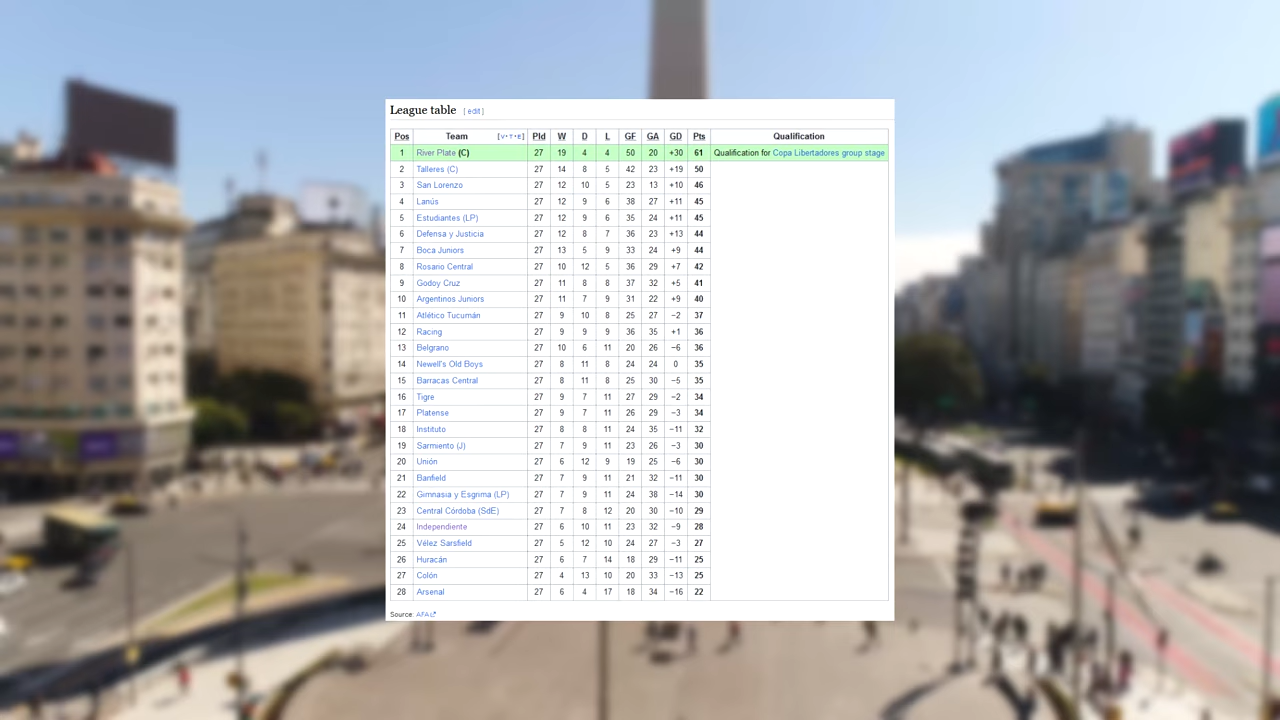 League table [ edit ]
Pos Team [V·T·E] Pld W D L GF GA GD Pts Qualification
1 River Plate (C) 27 19 4 4 50 20 +30 61 Qualification for Copa Libertadores group stage
2 Talleres (C) 27 14 8 5 42 23 +19 50
3 San Lorenzo 27 12 10 5 23 13 +10 46
4 Lanús 27 12 9 6 38 27 +11 45
5 Estudiantes (LP) 27 12 9 6 35 24 +11 45
6 Defensa y Justicia 27 12 8 7 36 23 +13 44
7 Boca Juniors 27 13 5 9 33 24 +9 44
8 Rosario Central 27 10 12 5 36 29 +7 42
9 Godoy Cruz 27 11 8 8 37 32 +5 41
10 Argentinos Juniors 27 11 7 9 31 22 +9 40
11 Atlético Tucumán 27 9 10 8 25 27 −2 37
12 Racing 27 9 9 9 36 35 +1 36
13 Belgrano 27 10 6 11 20 26 −6 36
14 Newell's Old Boys 27 8 11 8 24 24 0 35
15 Barracas Central 27 8 11 8 25 30 −5 35
16 Tigre 27 9 7 11 27 29 −2 34
17 Platense 27 9 7 11 26 29 −3 34
18 Instituto 27 8 8 11 24 35 −11 32
19 Sarmiento (J) 27 7 9 11 23 26 −3 30
20 Unión 27 6 12 9 19 25 −6 30
21 Banfield 27 7 9 11 21 32 −11 30
22 Gimnasia y Esgrima (LP) 27 7 9 11 24 38 −14 30
23 Central Córdoba (SdE) 27 7 8 12 20 30 −10 29
24 Independiente 27 6 10 11 23 32 −9 28
25 Vélez Sarsfield 27 5 12 10 24 27 −3 27
26 Huracán 27 6 7 14 18 29 −11 25
27 Colón 27 4 13 10 20 33 −13 25
28 Arsenal 27 6 4 17 18 34 −16 22
Source: AFA